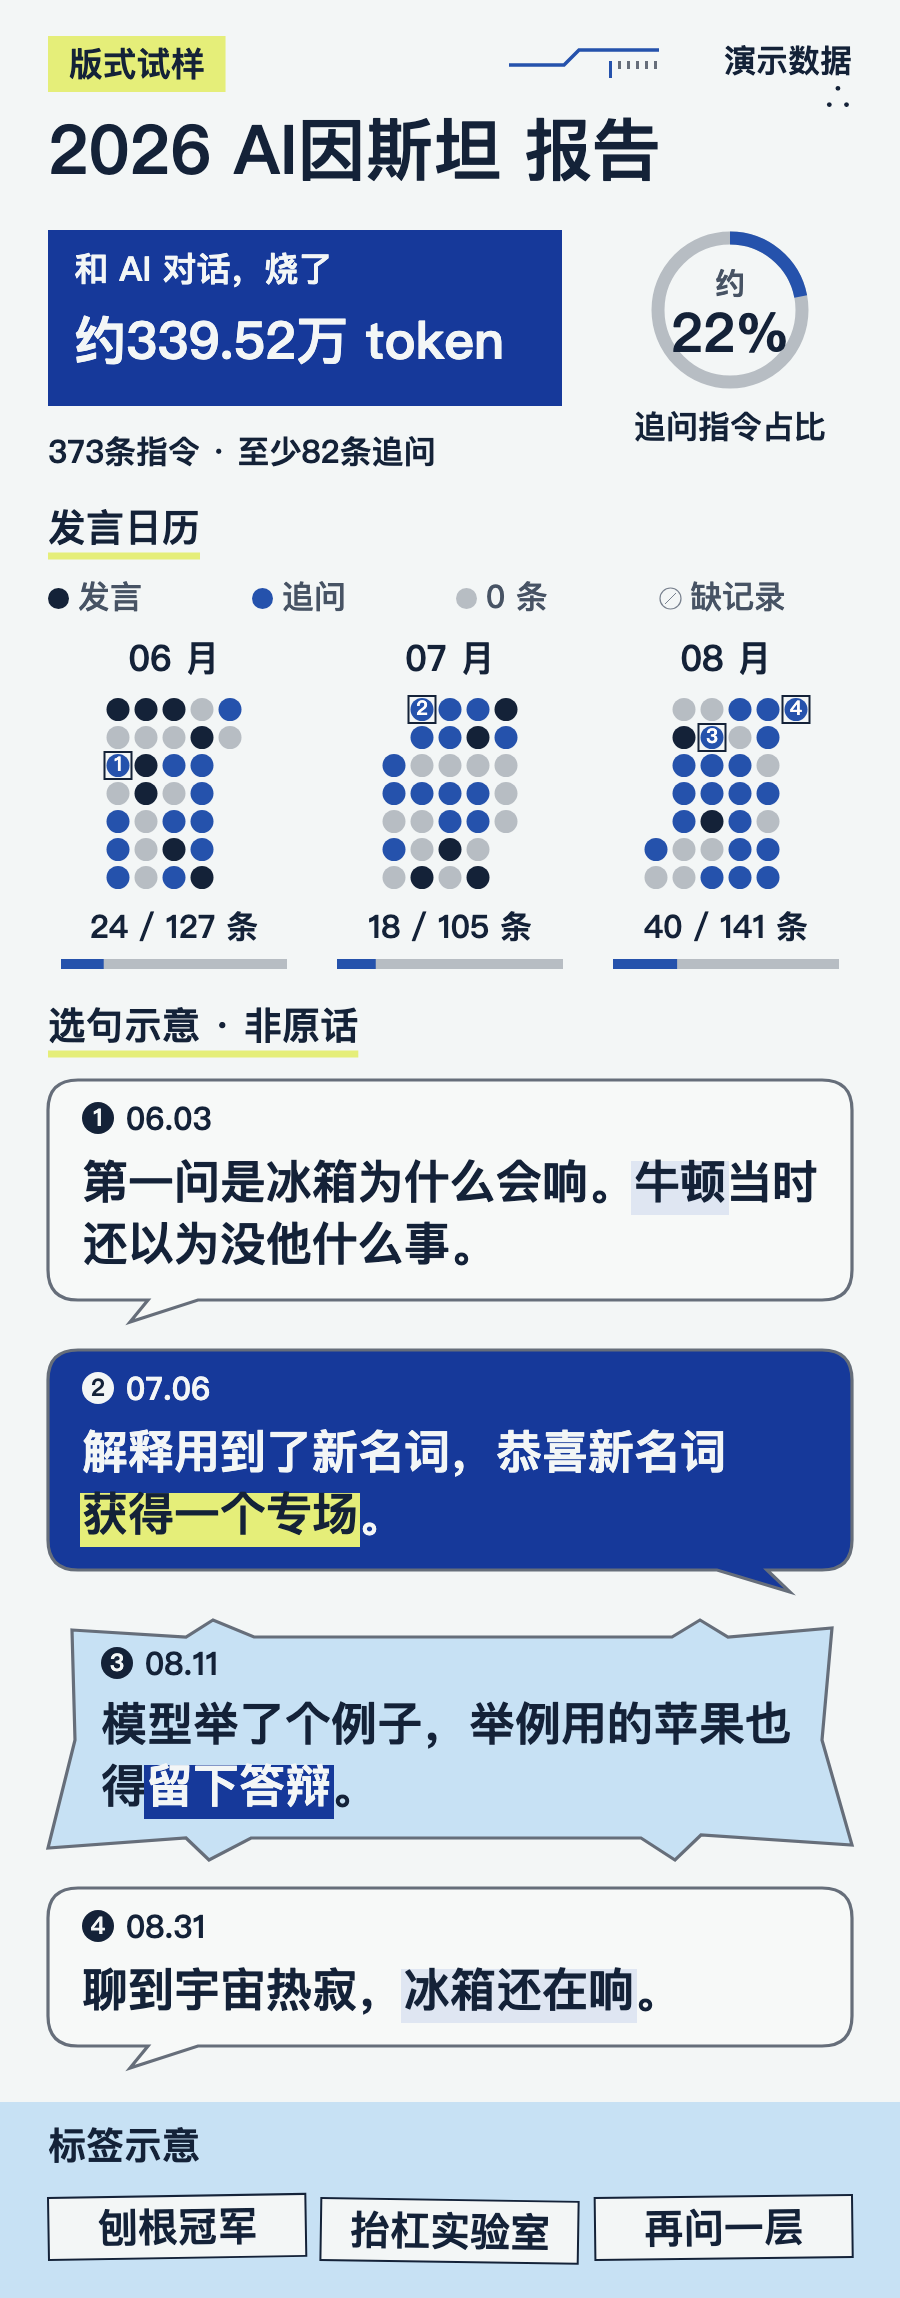 版式试样
演示数据
2026 AI因斯坦 报告
和 AI 对话，烧了
约339.52万 token
约
22%
追问指令占比
373条指令 · 至少82条追问
发言日历
发言
追问
0 条
缺记录
06 月
07 月
08 月
1
2
3
4
24 / 127 条
18 / 105 条
40 / 141 条
选句示意 · 非原话
1 06.03
第一问是冰箱为什么会响。牛顿当时
还以为没他什么事。
2 07.06
解释用到了新名词，恭喜新名词
获得一个专场。
3 08.11
模型举了个例子，举例用的苹果也
得留下答辩。
4 08.31
聊到宇宙热寂，冰箱还在响。
标签示意
刨根冠军
抬杠实验室
再问一层